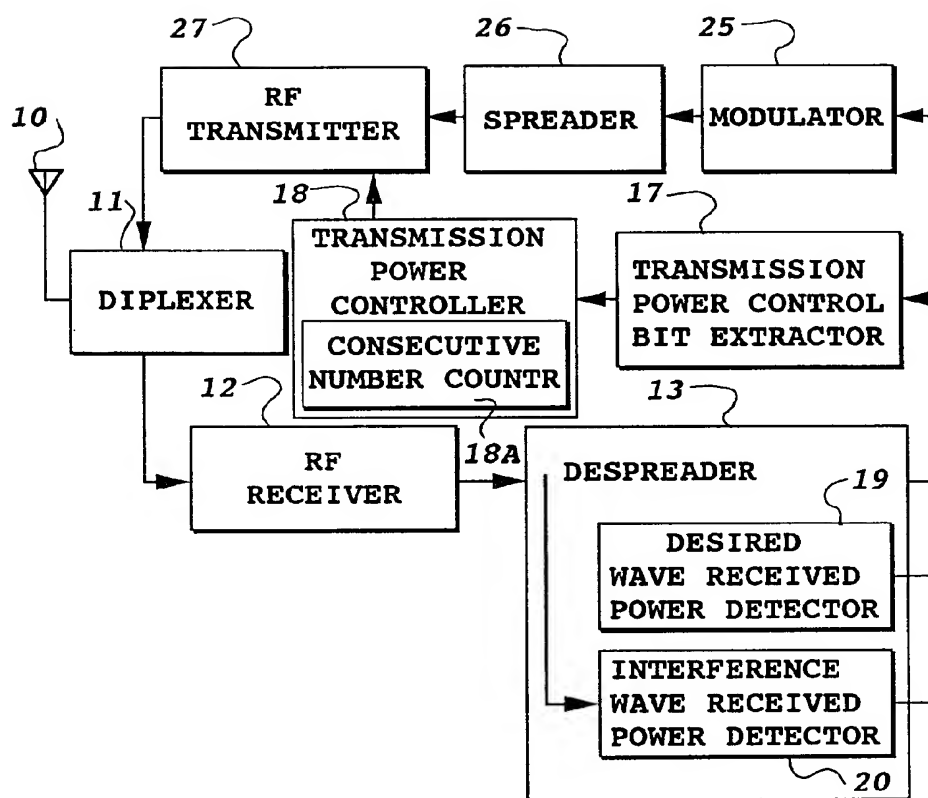 27
26
25
RF
TRANSMITTER
SPREADER
MODULATOR
10
11
18
17
DIPLEXER
TRANSMISSION
POWER
CONTROLLER
CONSECUTIVE
NUMBER COUNTR
18A
TRANSMISSION
POWER CONTROL
BIT EXTRACTOR
12
RF
RECEIVER
13
DESPREADER
19
DESIRED
WAVE RECEIVED
POWER DETECTOR
INTERFERENCE
WAVE RECEIVED
POWER DETECTOR
20